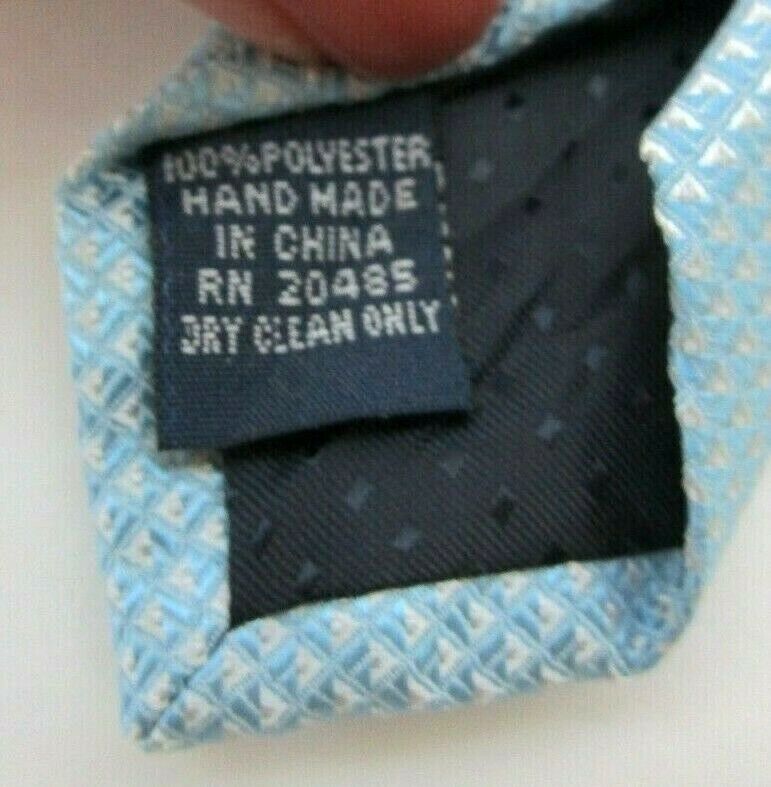 100% POLYESTER
HAND MADE
IN CHINA
RN 20485
DRY CLEAN ONLY